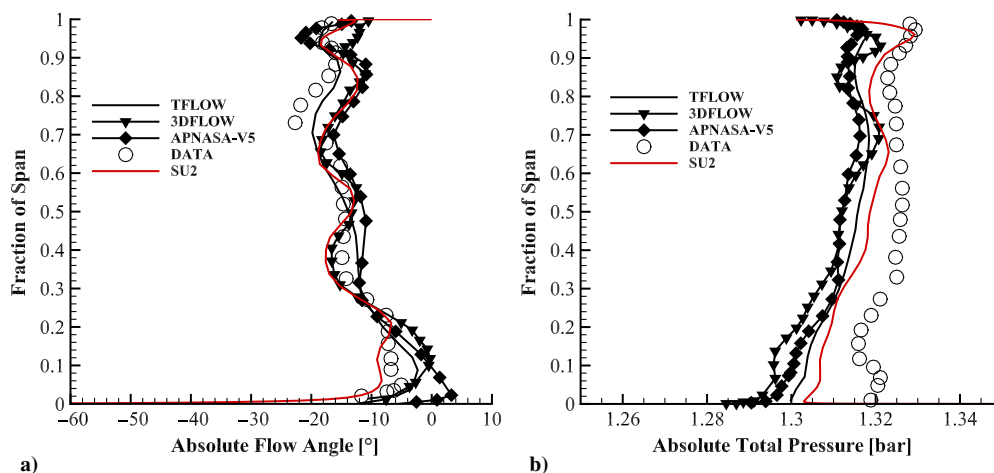 1
0.9
0.8
0.7
0.6
0.5
0.4
0.3
0.2
0.1
0
Fraction of Span
TFLOW
3DFLOW
APNASA-V5
DATA
SU2
−60 −50 −40 −30 −20 −10 0 10
Absolute Flow Angle [°]
a)
1
0.9
0.8
0.7
0.6
0.5
0.4
0.3
0.2
0.1
0
Fraction of Span
TFLOW
3DFLOW
APNASA-V5
DATA
SU2
1.26 1.28 1.3 1.32 1.34
Absolute Total Pressure [bar]
b)